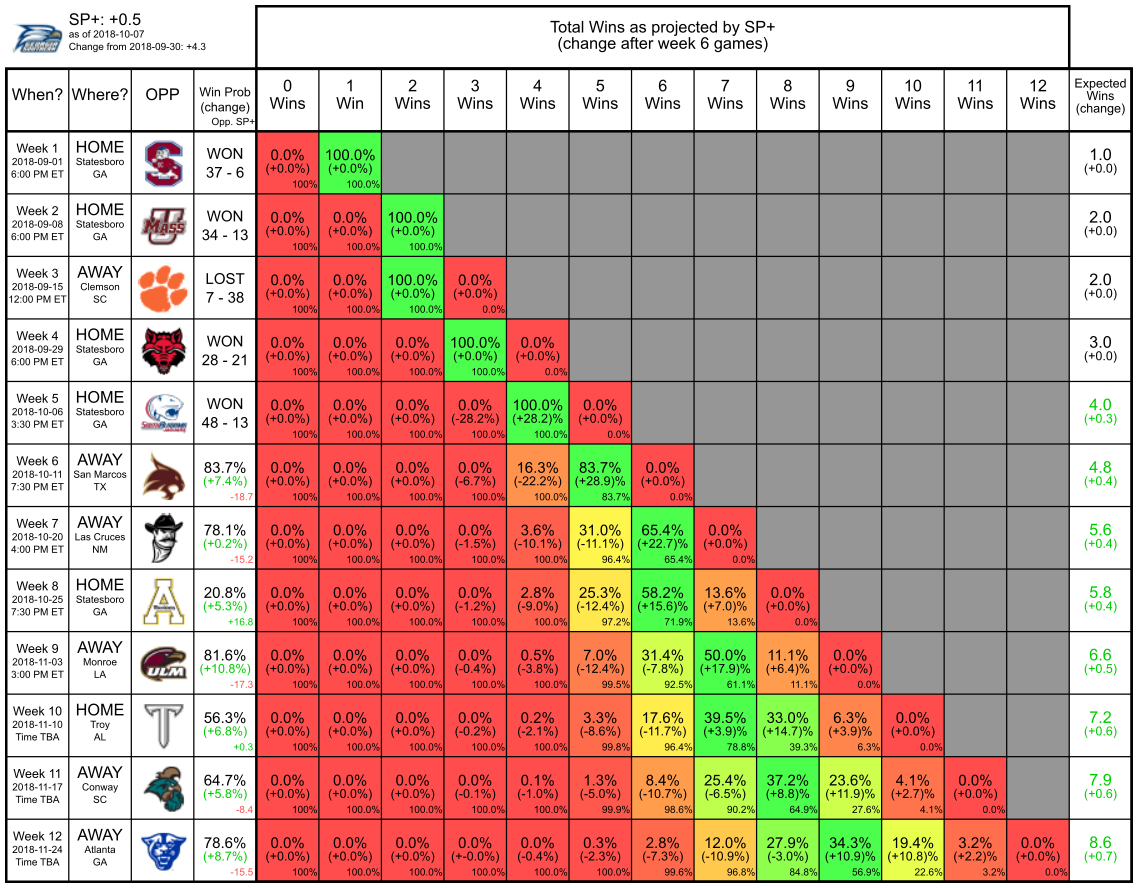 SP+: +0.5
as of 2018-10-07
Change from 2018-09-30: +4.3
Total Wins as projected by SP+
(change after week 6 games)
When? Where? OPP Win Prob (change) Opp. SP+ 0 Wins 1 Win 2 Wins 3 Wins 4 Wins 5 Wins 6 Wins 7 Wins 8 Wins 9 Wins 10 Wins 11 Wins 12 Wins Expected Wins (change)
Week 1 HOME WON 0.0% 100.0% 1.0
2018-09-01 Statesboro 37 - 6 (+0.0%) (+0.0%) (+0.0)
6:00 PM ET GA 100% 100.0%
Week 2 HOME WON 0.0% 0.0% 100.0% 2.0
2018-09-08 Statesboro MASS 34 - 13 (+0.0%) (+0.0%) (+0.0%) (+0.0)
6:00 PM ET GA 100% 100.0% 100.0%
Week 3 AWAY LOST 0.0% 0.0% 100.0% 0.0% 2.0
2018-09-15 Clemson 7 - 38 (+0.0%) (+0.0%) (+0.0%) (+0.0%) (+0.0)
12:00 PM ET SC 100% 100.0% 100.0% 0.0%
Week 4 HOME WON 0.0% 0.0% 0.0% 100.0% 0.0% 3.0
2018-09-29 Statesboro 28 - 21 (+0.0%) (+0.0%) (+0.0%) (+0.0%) (+0.0%) (+0.0)
6:00 PM ET GA 100% 100.0% 100.0% 100.0% 0.0%
Week 5 HOME WON 0.0% 0.0% 0.0% 0.0% 100.0% 0.0% 4.0
2018-10-06 Statesboro 48 - 13 (+0.0%) (+0.0%) (+0.0%) (-28.2%) (+28.2)% (+0.0%) (+0.3)
3:30 PM ET GA 100% 100.0% 100.0% 100.0% 100.0% 0.0%
Week 6 AWAY 83.7% 0.0% 0.0% 0.0% 0.0% 16.3% 83.7% 0.0% 4.8
2018-10-11 San Marcos (+7.4%) (+0.0%) (+0.0%) (+0.0%) (-6.7%) (-22.2%) (+28.9)% (+0.0%) (+0.4)
7:30 PM ET TX -18.7 100% 100.0% 100.0% 100.0% 100.0% 83.7% 0.0%
Week 7 AWAY 78.1% 0.0% 0.0% 0.0% 0.0% 3.6% 31.0% 65.4% 0.0% 5.6
2018-10-20 Las Cruces (+0.2%) (+0.0%) (+0.0%) (+0.0%) (-1.5%) (-10.1%) (-11.1%) (+22.7)% (+0.0%) (+0.4)
4:00 PM ET NM -15.2 100% 100.0% 100.0% 100.0% 100.0% 96.4% 65.4% 0.0%
Week 8 HOME 20.8% 0.0% 0.0% 0.0% 0.0% 2.8% 25.3% 58.2% 13.6% 0.0% 5.8
2018-10-25 Statesboro (+5.3%) (+0.0%) (+0.0%) (+0.0%) (-1.2%) (-9.0%) (-12.4%) (+15.6)% (+7.0)% (+0.0%) (+0.4)
7:30 PM ET GA +16.8 100% 100.0% 100.0% 100.0% 100.0% 97.2% 71.9% 13.6% 0.0%
Week 9 AWAY 81.6% 0.0% 0.0% 0.0% 0.0% 0.5% 7.0% 31.4% 50.0% 11.1% 0.0% 6.6
2018-11-03 Monroe ULM (+10.8%) (+0.0%) (+0.0%) (+0.0%) (-0.4%) (-3.8%) (-12.4%) (-7.8%) (+17.9)% (+6.4)% (+0.0%) (+0.5)
3:00 PM ET LA -17.3 100% 100.0% 100.0% 100.0% 100.0% 99.5% 92.5% 61.1% 11.1% 0.0%
Week 10 HOME 56.3% 0.0% 0.0% 0.0% 0.0% 0.2% 3.3% 17.6% 39.5% 33.0% 6.3% 0.0% 7.2
2018-11-10 Troy (+6.8%) (+0.0%) (+0.0%) (+0.0%) (-0.2%) (-2.1%) (-8.6%) (-11.7%) (+3.9)% (+14.7)% (+3.9)% (+0.0%) (+0.6)
Time TBA AL +0.3 100% 100.0% 100.0% 100.0% 100.0% 99.8% 96.4% 78.8% 39.3% 6.3% 0.0%
Week 11 AWAY 64.7% 0.0% 0.0% 0.0% 0.0% 0.1% 1.3% 8.4% 25.4% 37.2% 23.6% 4.1% 0.0% 7.9
2018-11-17 Conway (+5.8%) (+0.0%) (+0.0%) (+0.0%) (-0.1%) (-1.0%) (-5.0%) (-10.7%) (-6.5%) (+8.8)% (+11.9)% (+2.7)% (+0.0%) (+0.6)
Time TBA SC -8.4 100% 100.0% 100.0% 100.0% 100.0% 99.9% 98.6% 90.2% 64.9% 27.6% 4.1% 0.0%
Week 12 AWAY 78.6% 0.0% 0.0% 0.0% 0.0% 0.0% 0.3% 2.8% 12.0% 27.9% 34.3% 19.4% 3.2% 0.0% 8.6
2018-11-24 Atlanta (+8.7%) (+0.0%) (+0.0%) (+0.0%) (+-0.0%) (-0.4%) (-2.3%) (-7.3%) (-10.9%) (-3.0%) (+10.9)% (+10.8)% (+2.2)% (+0.0%) (+0.7)
Time TBA GA -15.5 100% 100.0% 100.0% 100.0% 100.0% 100.0% 99.6% 96.8% 84.8% 56.9% 22.6% 3.2% 0.0%